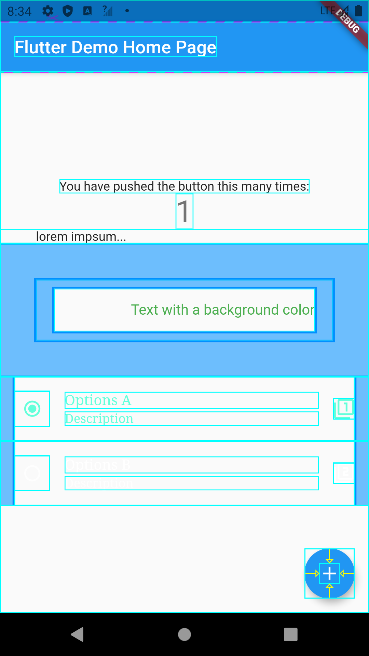 8:34
LTE
DEBUG
Flutter Demo Home Page
You have pushed the button this many times:
1
lorem impsum...
Text with a background color
Options A
1
Description